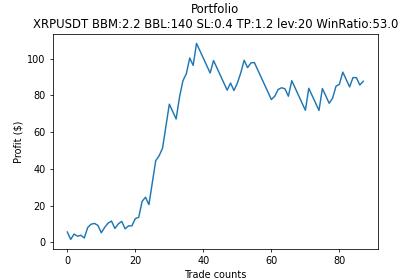 Portfolio
XRPUSDT BBM:2.2 BBL:140 SL:0.4 TP:1.2 lev:20 WinRatio:53.0
Profit ($)
100
80
60
40
20
0
0 20 40 60 80
Trade counts